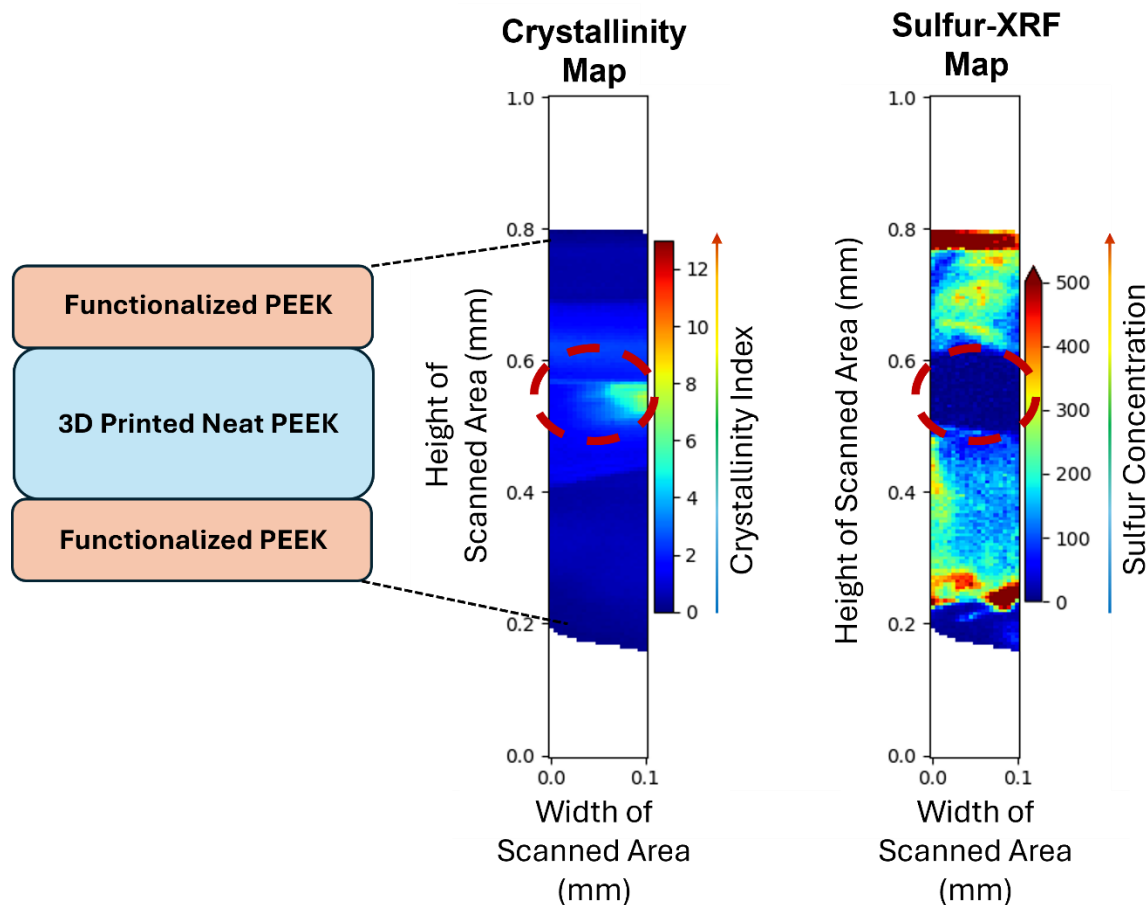 Functionalized PEEK
3D Printed Neat PEEK
Functionalized PEEK
Crystallinity
Map
1.0
0.8
0.6
0.4
0.2
0.0
0.0
0.1
Height of
Scanned Area (mm)
Width of
Scanned Area
(mm)
12
10
8
6
4
2
0
Crystallinity Index
Sulfur-XRF
Map
1.0
0.8
0.6
0.4
0.2
0.0
0.0
0.1
Height of Scanned Area (mm)
Width of
Scanned Area
(mm)
500
400
300
200
100
0
Sulfur Concentration